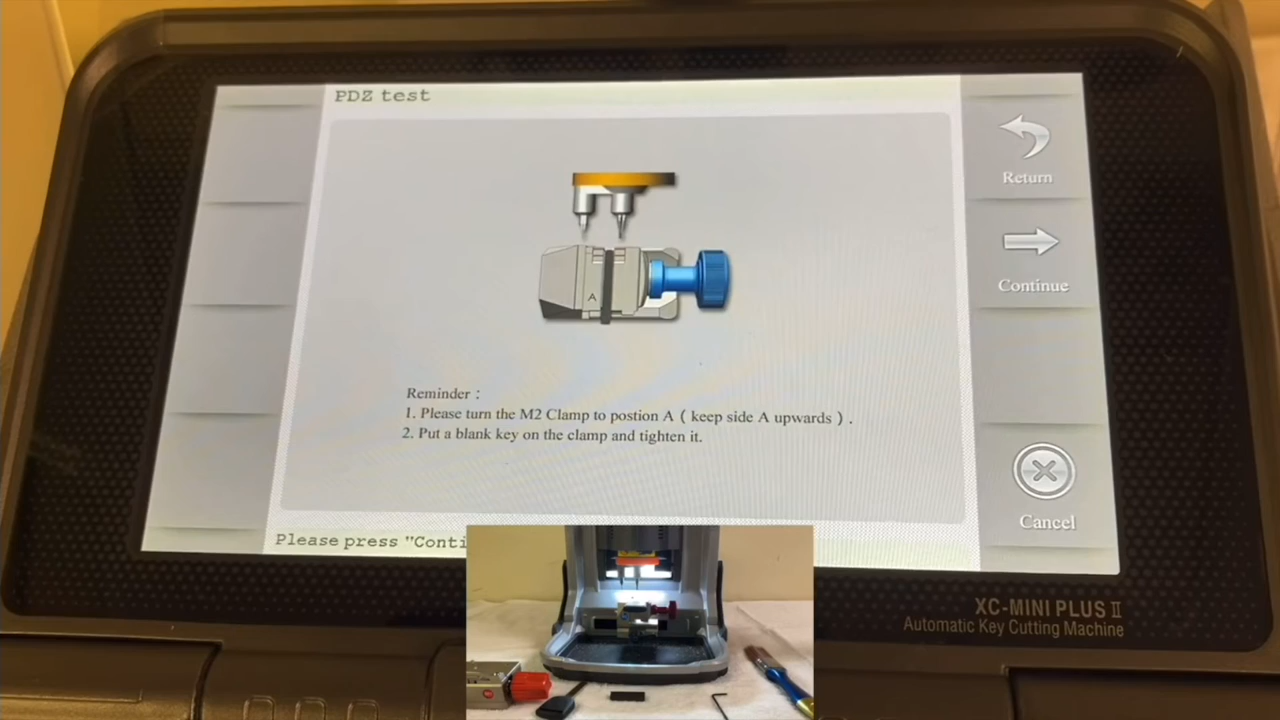 PDZ test
Return
Continue
A
Reminder :
1. Please turn the M2 Clamp to postion A ( keep side A upwards ) .
2. Put a blank key on the clamp and tighten it.
Cancel
Please press "Conti
XC-MINI PLUS II
Automatic Key Cutting Machine